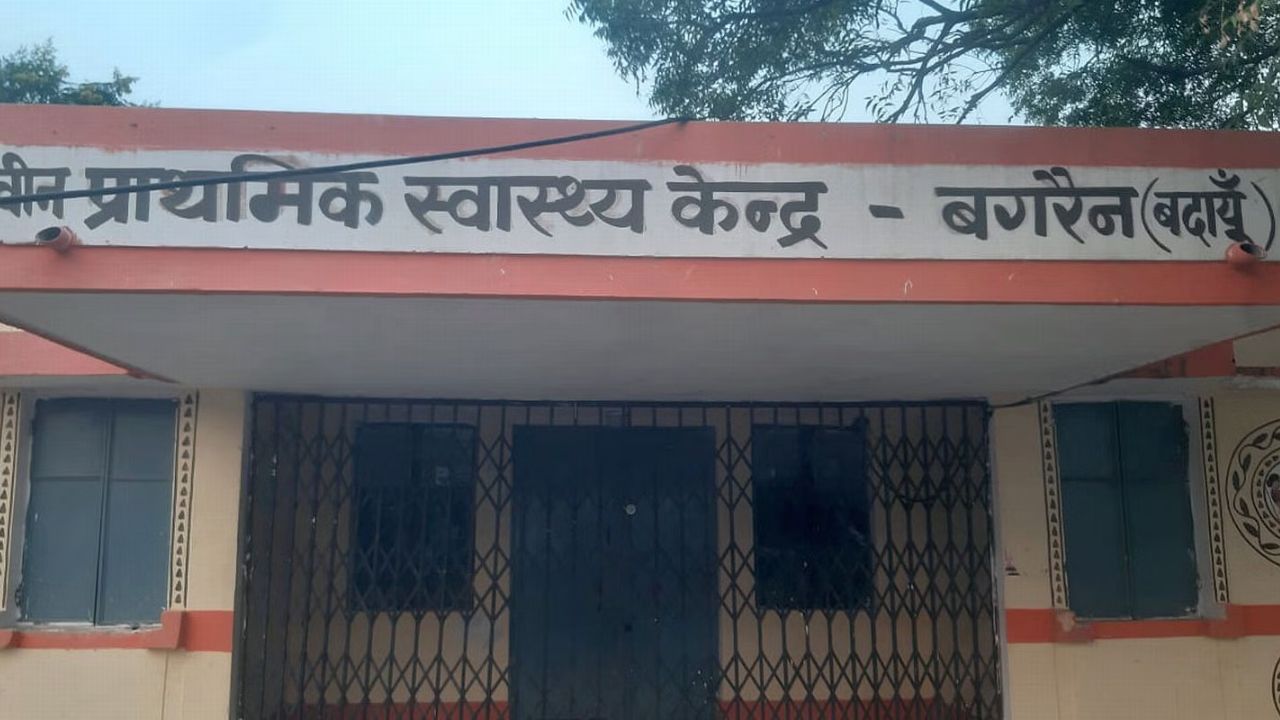 वीन प्राथमिक स्वास्थ्य केन्द्र - बगरैन (बदायूँ)